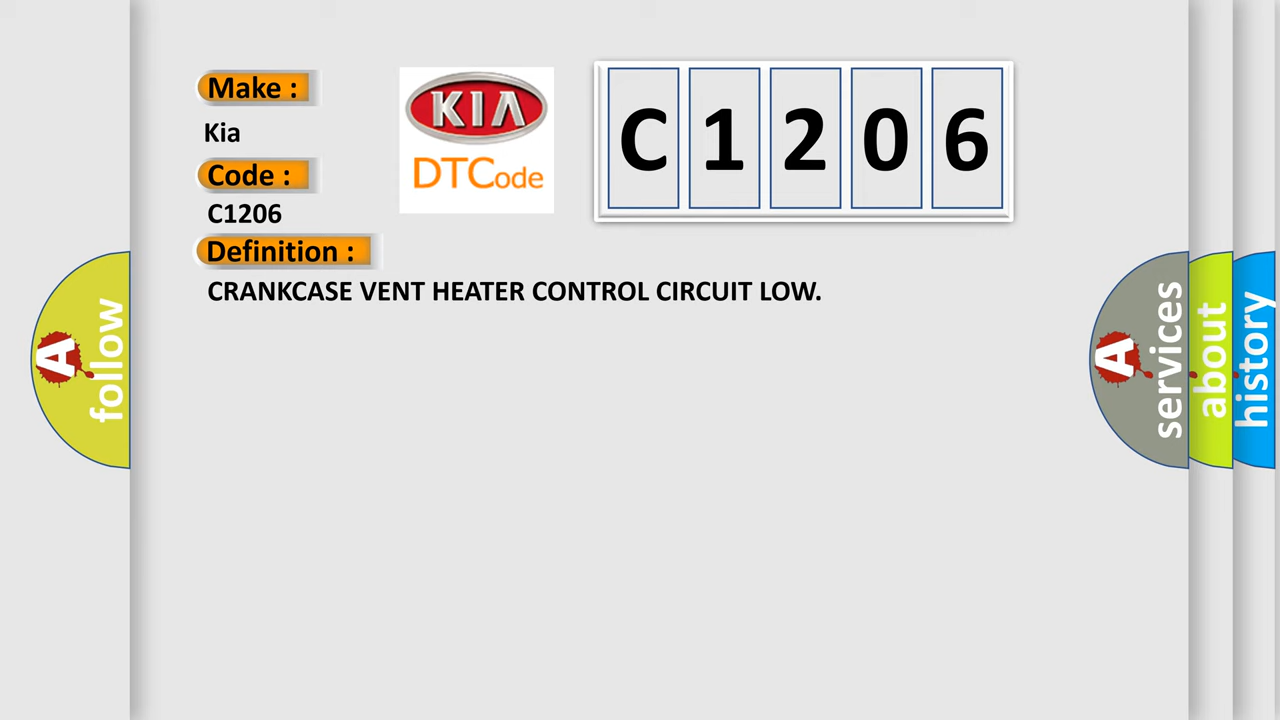 Make :
Kia
Code :
C1206
Definition :
CRANKCASE VENT HEATER CONTROL CIRCUIT LOW.
KIA
DTCode
C1206
A follow
A services
about
history